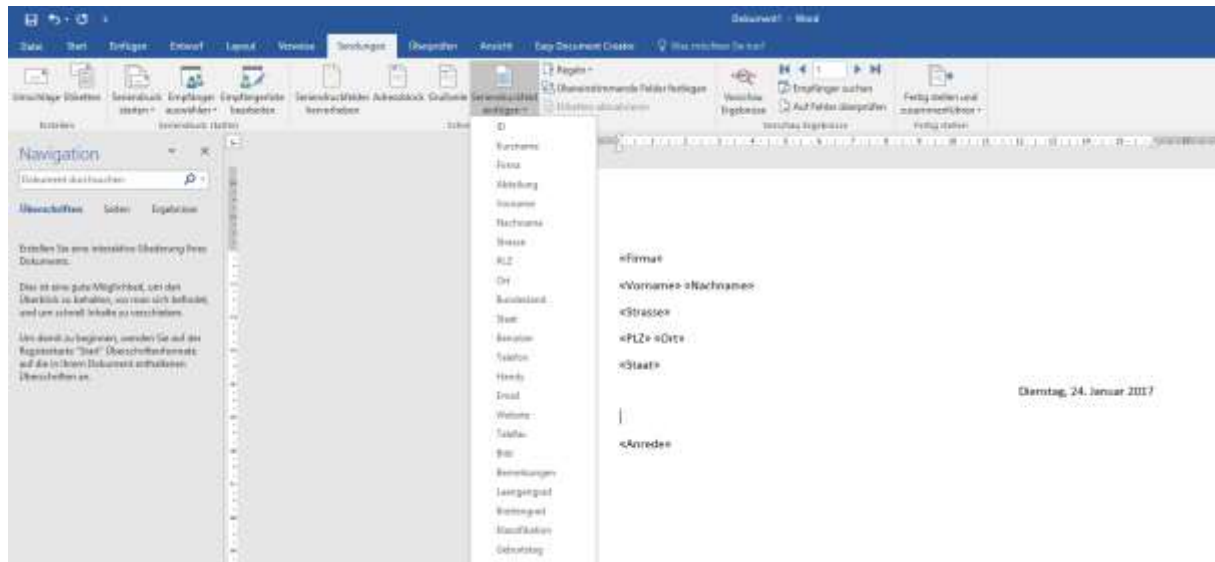 Dokument1 - Word
Datei Start Einfügen Entwurf Layout Verweise Sendungen Überprüfen Ansicht Easy Document Creator Was möchten Sie tun?
Umschläge Etiketten Seriendruck starten Empfänger auswählen Empfängerliste bearbeiten Seriendruckfelder hervorheben Adressblock Grußzeile Seriendruckfeld einfügen
Regeln
Übereinstimmende Felder festlegen
Etiketten aktualisieren
Vorschau Ergebnisse
1
Empfänger suchen
Auf Fehler überprüfen
Fertig stellen und zusammenführen
Erstellen Seriendruck starten Vorschau Ergebnisse Fertig stellen
Navigation
Dokument durchsuchen
Überschriften Seiten Ergebnisse
Erstellen Sie eine interaktive Gliederung Ihres
Dokuments.
Dies ist eine gute Möglichkeit, um den
Überblick zu behalten, wo man sich befindet,
und um schnell Inhalte zu verschieben.
Um damit zu beginnen, wenden Sie auf der
Registerkarte "Start" Überschriftenformate
auf die in Ihrem Dokument enthaltenen
Überschriften an.
ID
Kurzname
Firma
Abteilung
Vorname
Nachname
Strasse
PLZ
Ort
Bundesland
Staat
Benutzer
Telefon
Handy
Email
Website
Telefax
Bild
Bemerkungen
Laengengrad
Breitengrad
Klassifikation
Geburtstag
«Firma»
«Vorname» «Nachname»
«Strasse»
«PLZ» «Ort»
«Staat»
Dienstag, 24. Januar 2017
«Anrede»